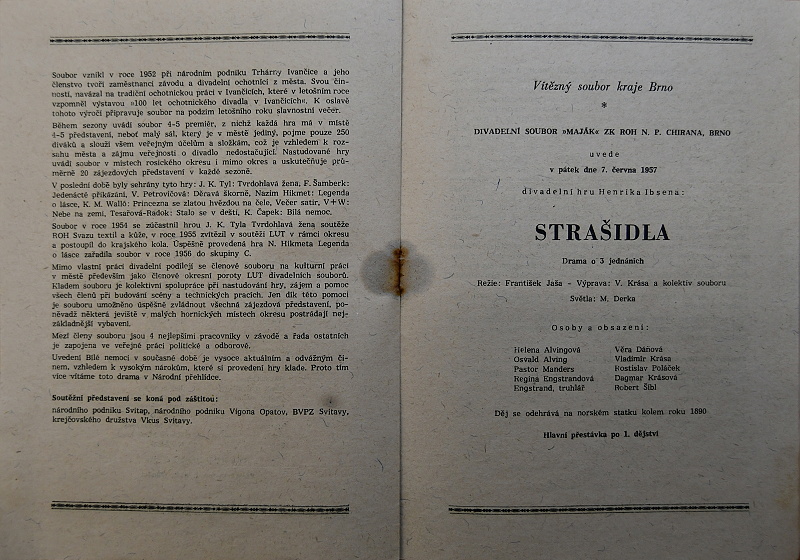 Soubor vznikl v roce 1952 při národním podniku Trhárny Ivančice a jeho
členstvo tvoří zaměstnanci závodu a divadelní ochotníci z města. Svou čin-
ností, navázal na tradiční ochotnickou práci v Ivančicích, které v letošním roce
vzpomněl výstavou »100 let ochotnického divadla v Ivančicích«. K oslavě
tohoto výročí připravuje soubor na podzim letošního roku slavnostní večer.
Během sezony uvádí soubor 4-5 premiér, z nichž každá hra má v místě
4-5 představení, neboť malý sál, který je v městě jediný, pojme pouze 250
diváků a slouží všem veřejným účelům a složkám, což je vzhledem k roz-
sahu města a zájmu veřejnosti o divadlo nedostačující. Nastudované hry
uvádí soubor v místech rosického okresu i mimo okres a uskutečňuje prů-
měrně 20 zájezdových představení v každé sezoně.
V poslední době byly sehrány tyto hry: J. K. Tyl: Tvrdohlavá žena, F. Šamberk:
Jedenácté přikázání, V. Petrovičová: Děravá škorně, Nazim Hikmet: Legenda
o lásce, K. M. Walló: Princezna se zlatou hvězdou na čele, Večer satir, V+W:
Nebe na zemi, Tesařová-Radok: Stalo se v dešti, K. Čapek: Bílá nemoc.
Soubor v roce 1954 se zúčastnil hrou J. K. Tyla Tvrdohlavá žena soutěže
ROH Svazu textil a kůže, v roce 1955 zvítězil v soutěži LUT v rámci okresu
a postoupil do krajského kola. Úspěšně provedená hra N. Hikmeta Legenda
o lásce zařadila soubor v roce 1956 do skupiny C.
Mimo vlastní práci divadelní podílejí se členové souboru na kulturní práci
v městě především jako členové okresní poroty LUT divadelních souborů.
Kladem souboru je kolektivní spolupráce při nastudování hry, zájem a pomoc
všech členů při budování scény a technických pracích. Jen dík této pomoci
je souboru umožněno úspěšně zvládnout všechna zájezdová představení, po-
něvadž některá jeviště v malých hornických místech okresu postrádají nej-
základnější vybavení.
Mezi členy souboru jsou 4 nejlepšími pracovníky v závodě a řada ostatních
je zapojena ve veřejné práci politické a odborové.
Uvedení Bílé nemoci v současné době je vysoce aktuálním a odvážným či-
nem, vzhledem k vysokým nárokům, které si provedení hry klade. Proto tím
více vítáme toto drama v Národní přehlídce.
Soutěžní představení se koná pod záštitou:
národního podniku Svitap, národního podniku Vigona Opatov, BVPZ Svitavy,
krejčovského družstva Vkus Svitavy.
Vítězný soubor kraje Brno
*
DIVADELNÍ SOUBOR »MAJÁK« ZK ROH N. P. CHIRANA, BRNO
uvede
v pátek dne 7. června 1957
divadelní hru Henrika Ibsena:
STRAŠIDLA
Drama o 3 jednáních
Režie: František Jaša - Výprava: V. Krása a kolektiv souboru
Světla: M. Derka
Osoby a obsazení:
Helena Alvingová Věra Dáňová
Osvald Alving Vladimír Krása
Pastor Manders Rostislav Poláček
Regina Engstrandová Dagmar Krásová
Engstrand, truhlář Robert Šibl
Děj se odehrává na norském statku kolem roku 1890
Hlavní přestávka po 1. dějství